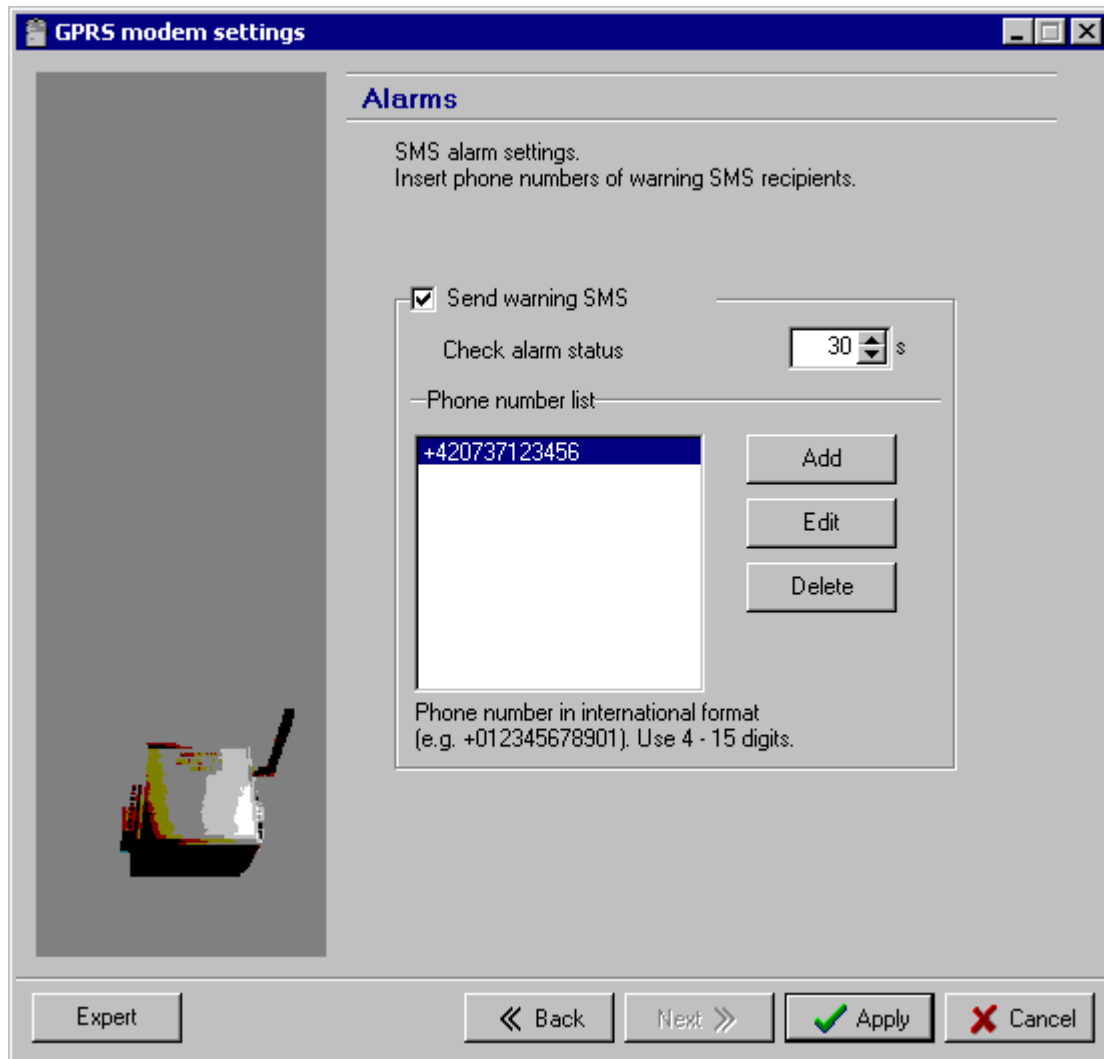 GPRS modem settings
Alarms
SMS alarm settings.
Insert phone numbers of warning SMS recipients.
Send warning SMS
Check alarm status 30 s
Phone number list
+420737123456
Add
Edit
Delete
Phone number in international format
(e.g. +012345678901). Use 4 - 15 digits.
Expert Back Next Apply Cancel